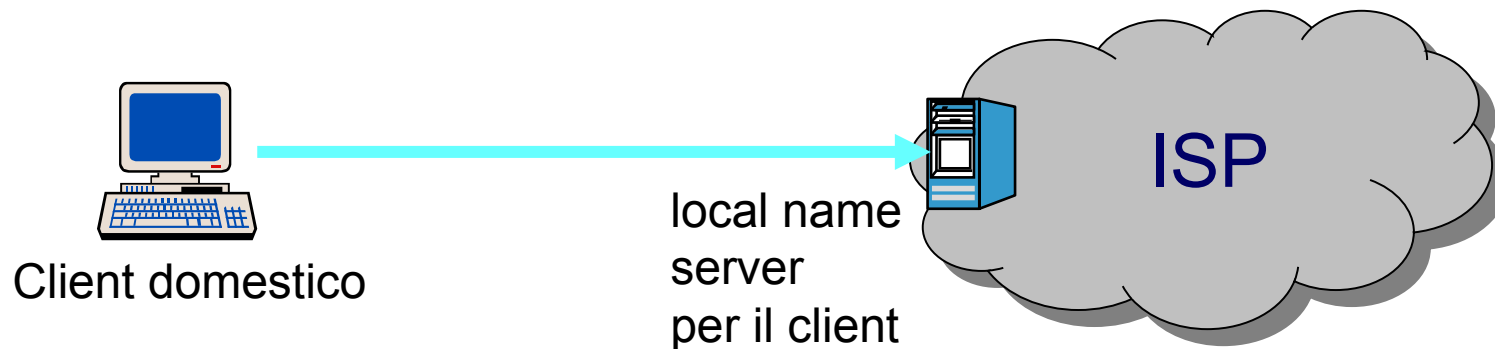 ISP
local name
server
per il client
Client domestico